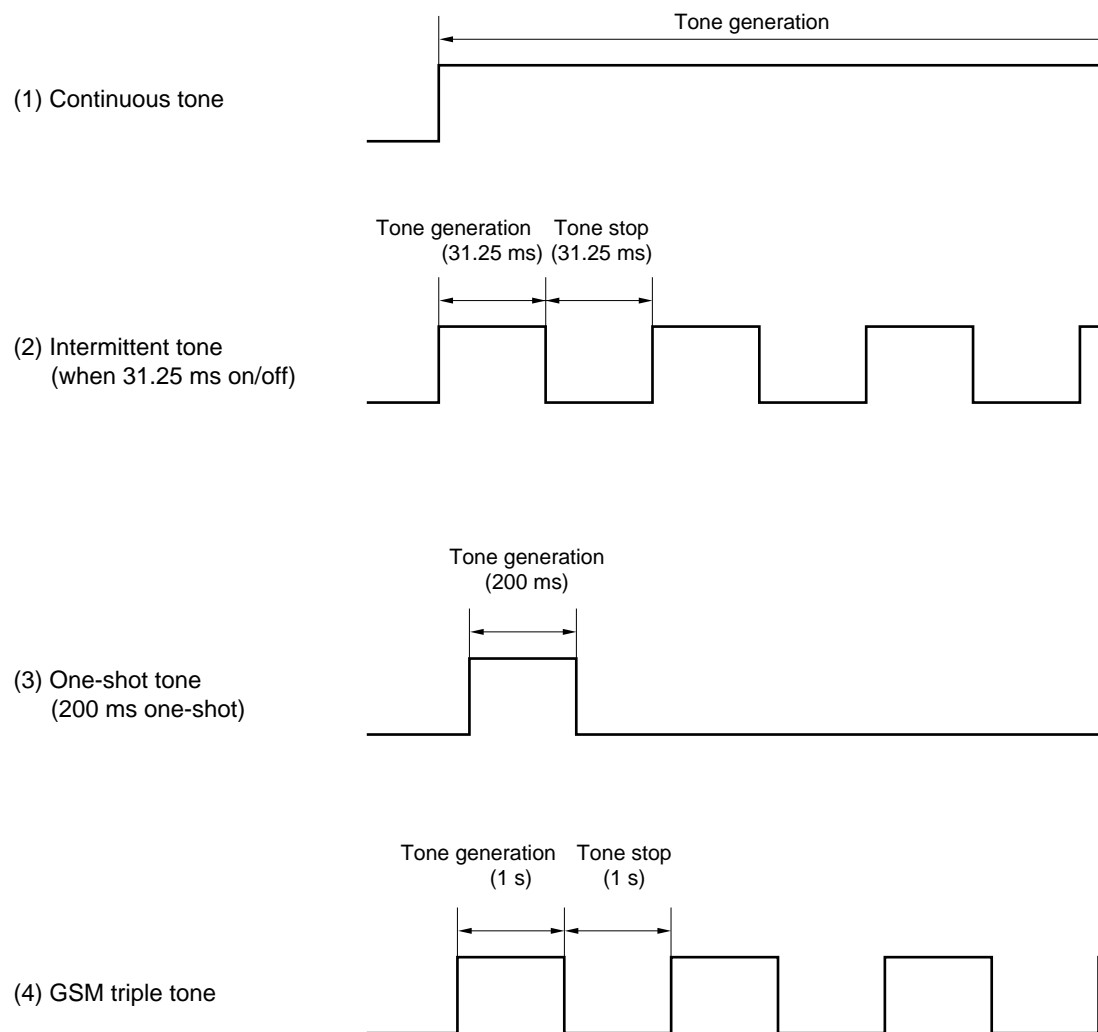 Tone generation
(1) Continuous tone
Tone generation Tone stop
(31.25 ms) (31.25 ms)
(2) Intermittent tone
(when 31.25 ms on/off)
Tone generation
(200 ms)
(3) One-shot tone
(200 ms one-shot)
Tone generation Tone stop
(1 s) (1 s)
(4) GSM triple tone